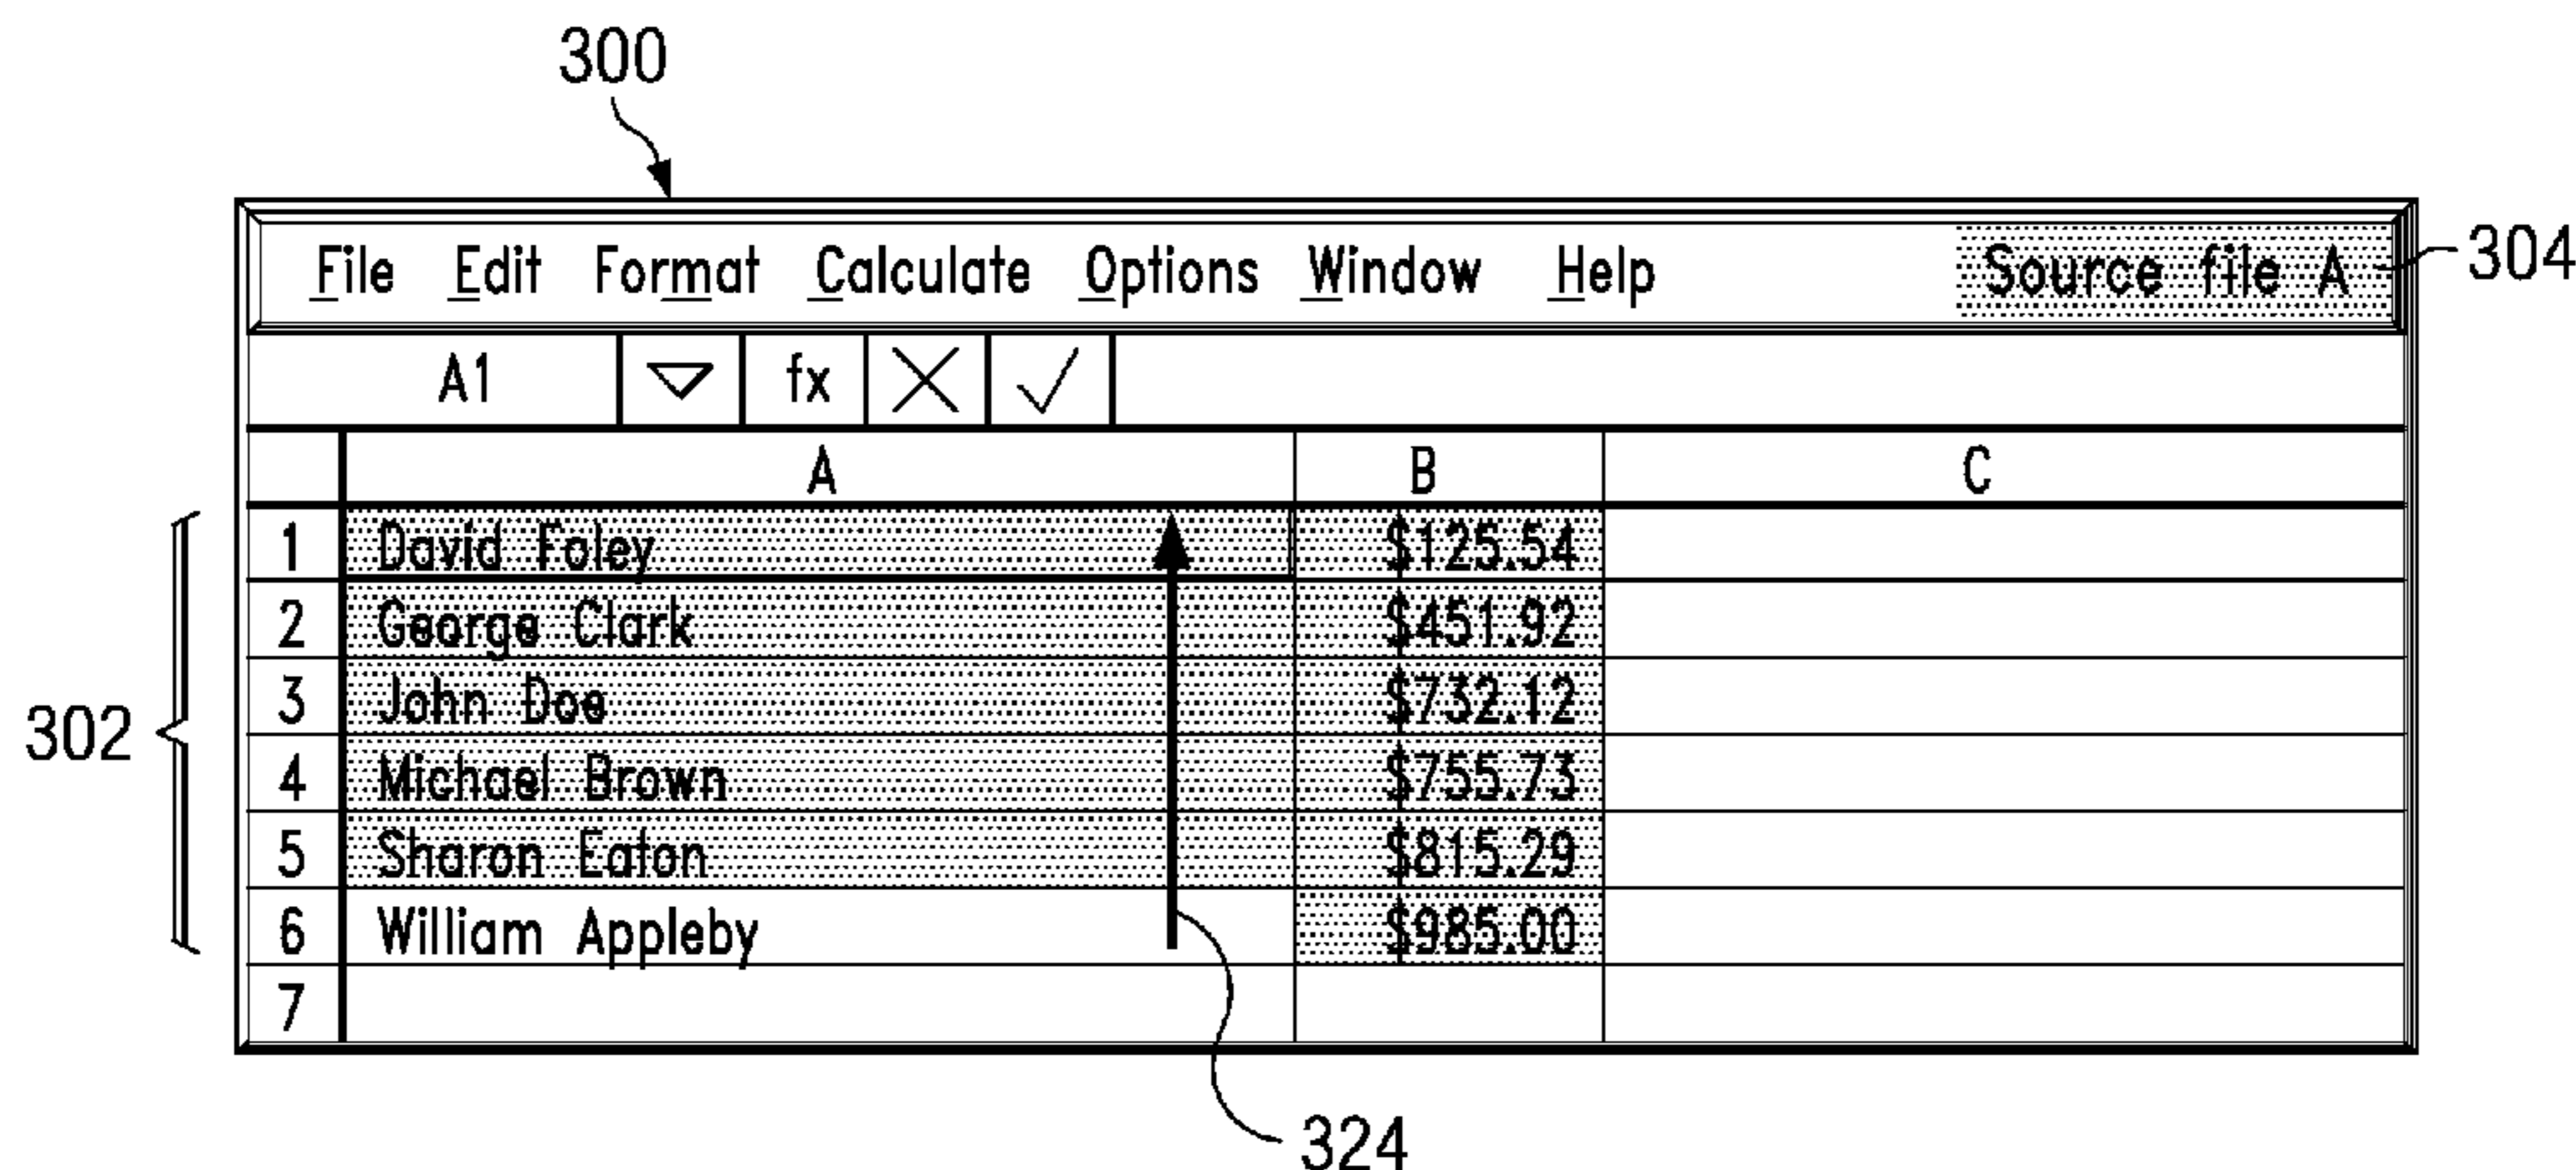 300
File Edit Format Calculate Options Window Help Source file A 304
A1 fx
A B C
1 David Foley $125.54
2 George Clark $451.92
3 John Doe $732.12
302
4 Michael Brown $755.73
5 Sharon Eaton $815.29
6 William Appleby $985.00
7
324